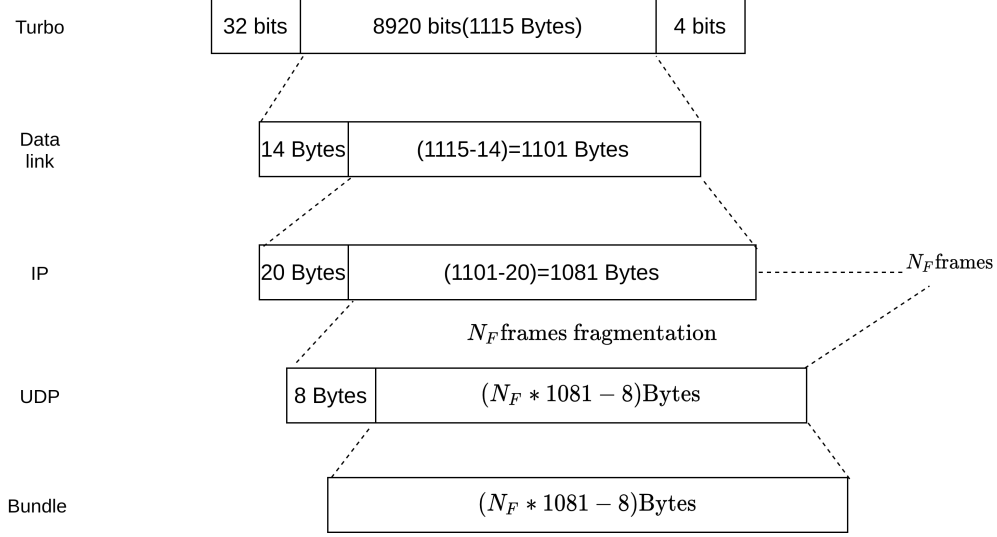 Turbo
32 bits
8920 bits(1115 Bytes)
4 bits
Data
link
14 Bytes
(1115-14)=1101 Bytes
IP
20 Bytes
(1101-20)=1081 Bytes
N_F frames
N_F frames fragmentation
UDP
8 Bytes
(N_F * 1081 − 8)Bytes
Bundle
(N_F * 1081 − 8)Bytes